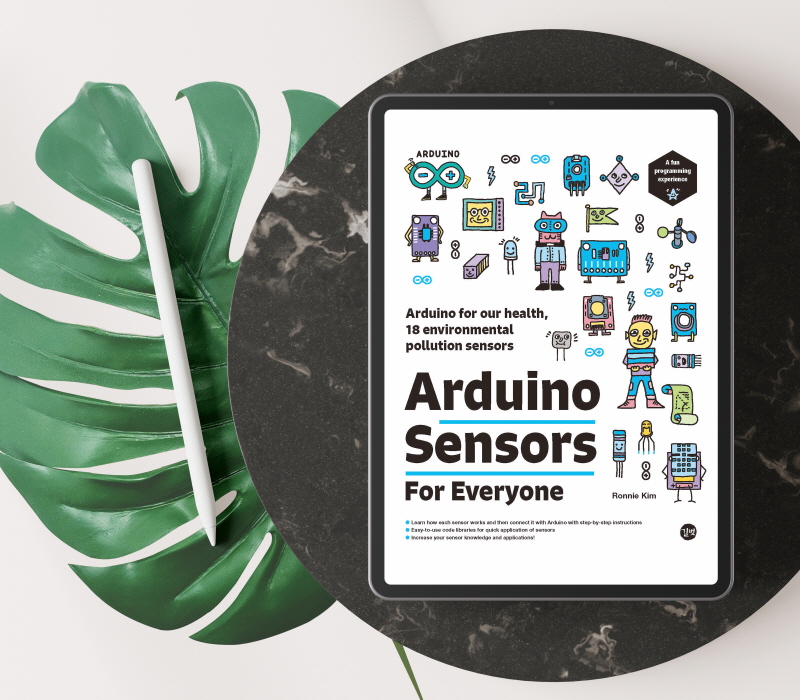 ARDUINO
A fun
programming
experience
Arduino for our health,
18 environmental
pollution sensors
Arduino
Sensors
For Everyone
Ronnie Kim
Learn how each sensor works and then connect it with Arduino with step-by-step instructions
Easy-to-use code libraries for quick application of sensors
Increase your sensor knowledge and applications!
길벗